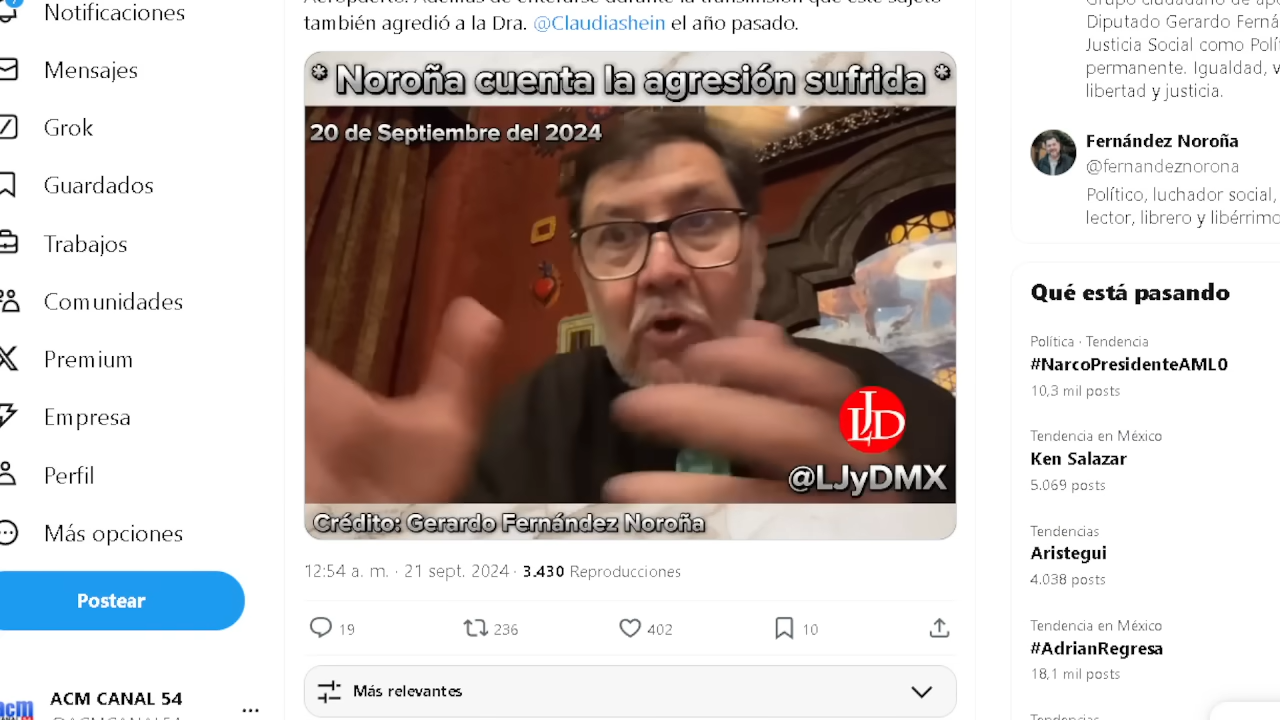 Notificaciones
Mensajes
Grok
Guardados
Trabajos
Comunidades
Premium
Empresa
Perfil
Más opciones
Postear
ACM CANAL 54
también agredió a la Dra. @Claudiashein el año pasado.
* Noroña cuenta la agresión sufrida *
20 de Septiembre del 2024
LJD
@LJyDMX
Crédito: Gerardo Fernández Noroña
12:54 a. m. · 21 sept. 2024 · 3.430 Reproducciones
19
236
402
10
Más relevantes
Diputado Gerardo Ferná
Justicia Social como Polí
permanente. Igualdad, v
libertad y justicia.
Fernández Noroña
@fernandeznorona
Político, luchador social,
lector, librero y libérrimo
Qué está pasando
Política · Tendencia
#NarcoPresidenteAML0
10,3 mil posts
Tendencia en México
Ken Salazar
5.069 posts
Tendencias
Aristegui
4.038 posts
Tendencia en México
#AdrianRegresa
18,1 mil posts